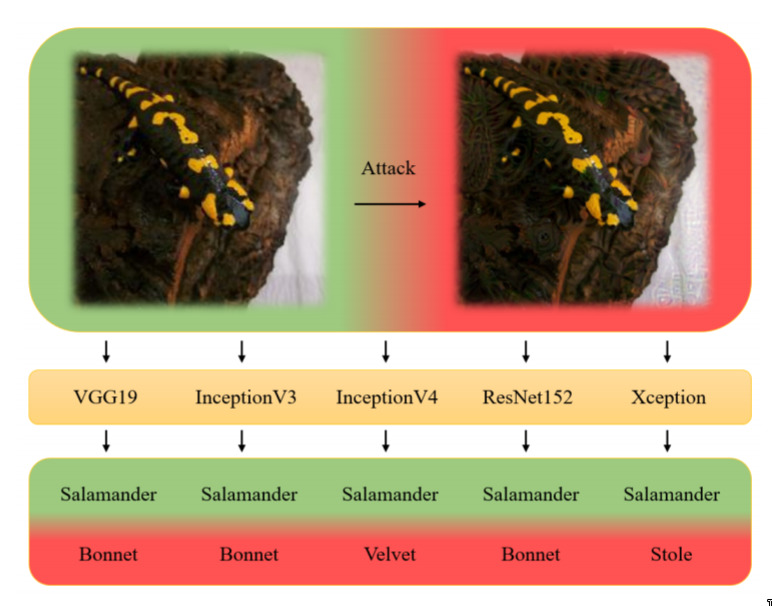 Attack
VGG19 InceptionV3 InceptionV4 ResNet152 Xception
Salamander Salamander Salamander Salamander Salamander
Bonnet Bonnet Velvet Bonnet Stole